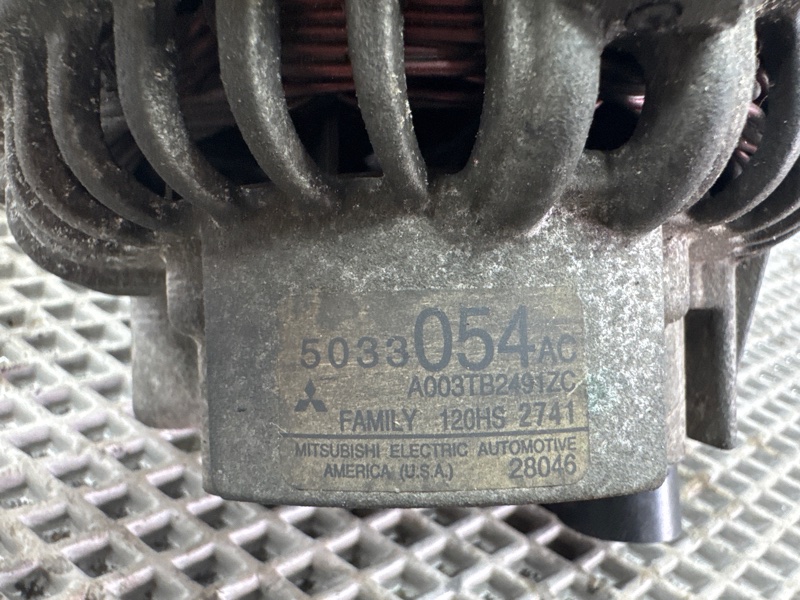 5033054AC
A003TB2491ZC
FAMILY 120HS 2741
MITSUBISHI ELECTRIC AUTOMOTIVE
AMERICA (U.S.A.) 28046